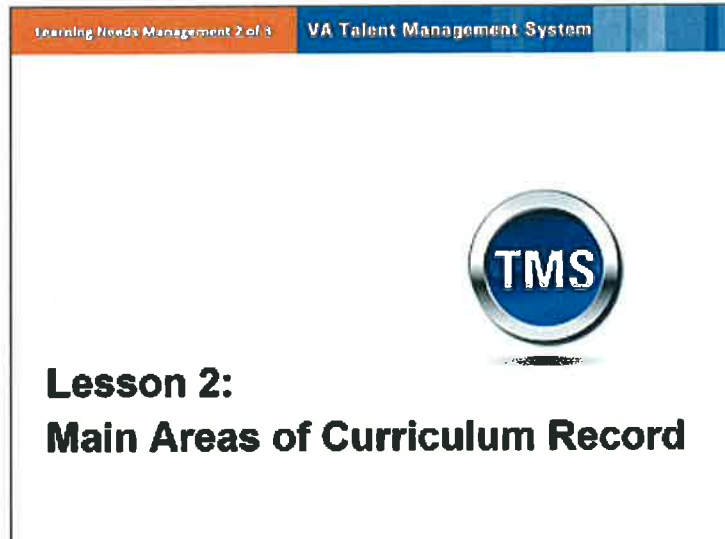 Learning Needs Management 2 of 3
VA Talent Management System
TMS
Lesson 2:
Main Areas of Curriculum Record